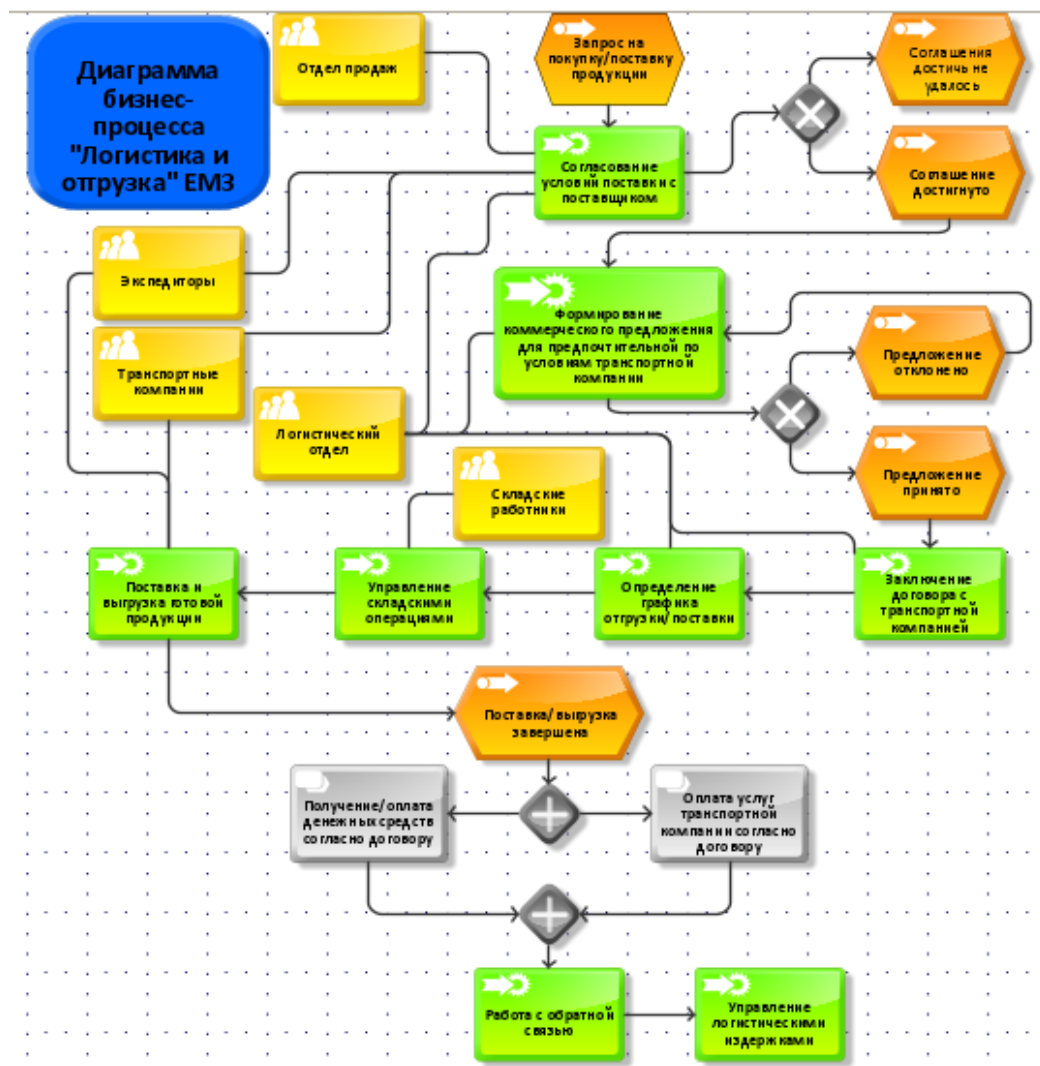 Диаграмма
бизнес-
процесса
"Логистика и
отгрузка" ЕМЗ
Отдел продаж
Запрос на
покупку/поставку
продукции
Соглашения
достичь не
удалось
Согласование
условий поставки с
поставщиком
Соглашение
достигнуто
Экспедиторы
Формирование
коммерческого предложения
для предпочтительной по
условиям транспортной
компании
Предложение
отклонено
Транспортные
компании
Логистический
отдел
Складские
работники
Предложение
принято
Поставка и
выгрузка готовой
продукции
Управление
складскими
операциями
Определение
графика
отгрузки/поставки
Заключение
договора с
транспортной
компанией
Поставка/выгрузка
завершена
Получение/оплата
денежных средств
согласно договору
Оплата услуг
транспортной
компании согласно
договору
Работа с обратной
связью
Управление
логистическими
издержками